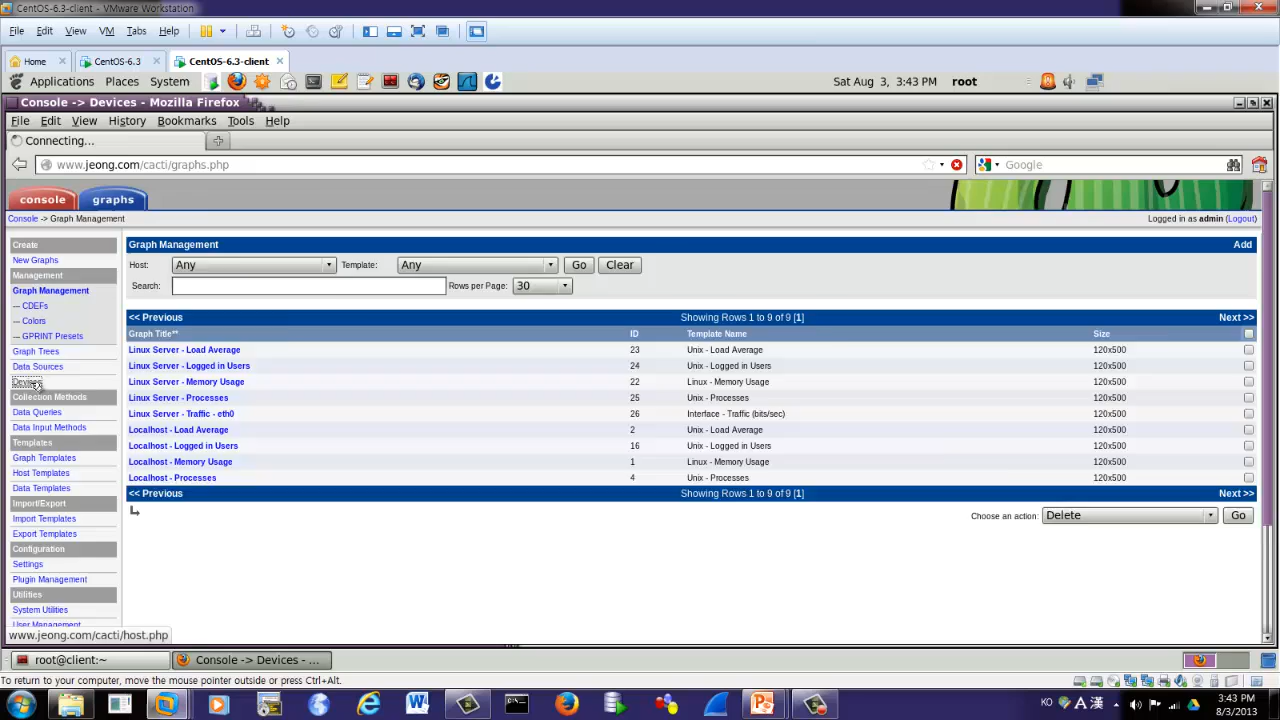 CentOS-6.3-client - VMware Workstation
File Edit View VM Tabs Help
Home CentOS-6.3 CentOS-6.3-client
Applications Places System Sat Aug 3, 3:43 PM root
Console -> Devices - Mozilla Firefox
File Edit View History Bookmarks Tools Help
Connecting...
www.jeong.com/cacti/graphs.php Google
console graphs
Console -> Graph Management Logged in as admin (Logout)
Create
New Graphs
Management
Graph Management
--- CDEFs
--- Colors
--- GPRINT Presets
Graph Trees
Data Sources
Devices
Collection Methods
Data Queries
Data Input Methods
Templates
Graph Templates
Host Templates
Data Templates
Import/Export
Import Templates
Export Templates
Configuration
Settings
Plugin Management
Utilities
System Utilities
User Management
www.jeong.com/cacti/host.php
Graph Management Add
Host: Any Template: Any Go Clear
Search: Rows per Page: 30
<< Previous Showing Rows 1 to 9 of 9 [1] Next >>
Graph Title** ID Template Name Size
Linux Server - Load Average 23 Unix - Load Average 120x500
Linux Server - Logged in Users 24 Unix - Logged in Users 120x500
Linux Server - Memory Usage 22 Linux - Memory Usage 120x500
Linux Server - Processes 25 Unix - Processes 120x500
Linux Server - Traffic - eth0 26 Interface - Traffic (bits/sec) 120x500
Localhost - Load Average 2 Unix - Load Average 120x500
Localhost - Logged in Users 16 Unix - Logged in Users 120x500
Localhost - Memory Usage 1 Linux - Memory Usage 120x500
Localhost - Processes 4 Unix - Processes 120x500
<< Previous Showing Rows 1 to 9 of 9 [1] Next >>
Choose an action: Delete Go
root@client:~ Console -> Devices - ...
To return to your computer, move the mouse pointer outside or press Ctrl+Alt.
KO A 漢 3:43 PM
8/3/2013